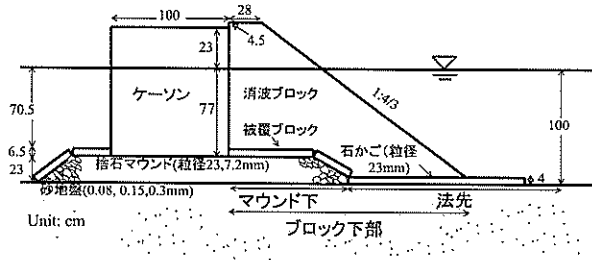 100
28
4.5
23
ケーソン
消波ブロック
1:4/3
70.5
77
100
被覆ブロック
石かご(粒径
23mm)
6.5
捨石マウンド(粒径23,7.2mm)
23
砂地盤(0.08, 0.15,0.3mm)
4
マウンド下
法先
Unit: cm
ブロック下部